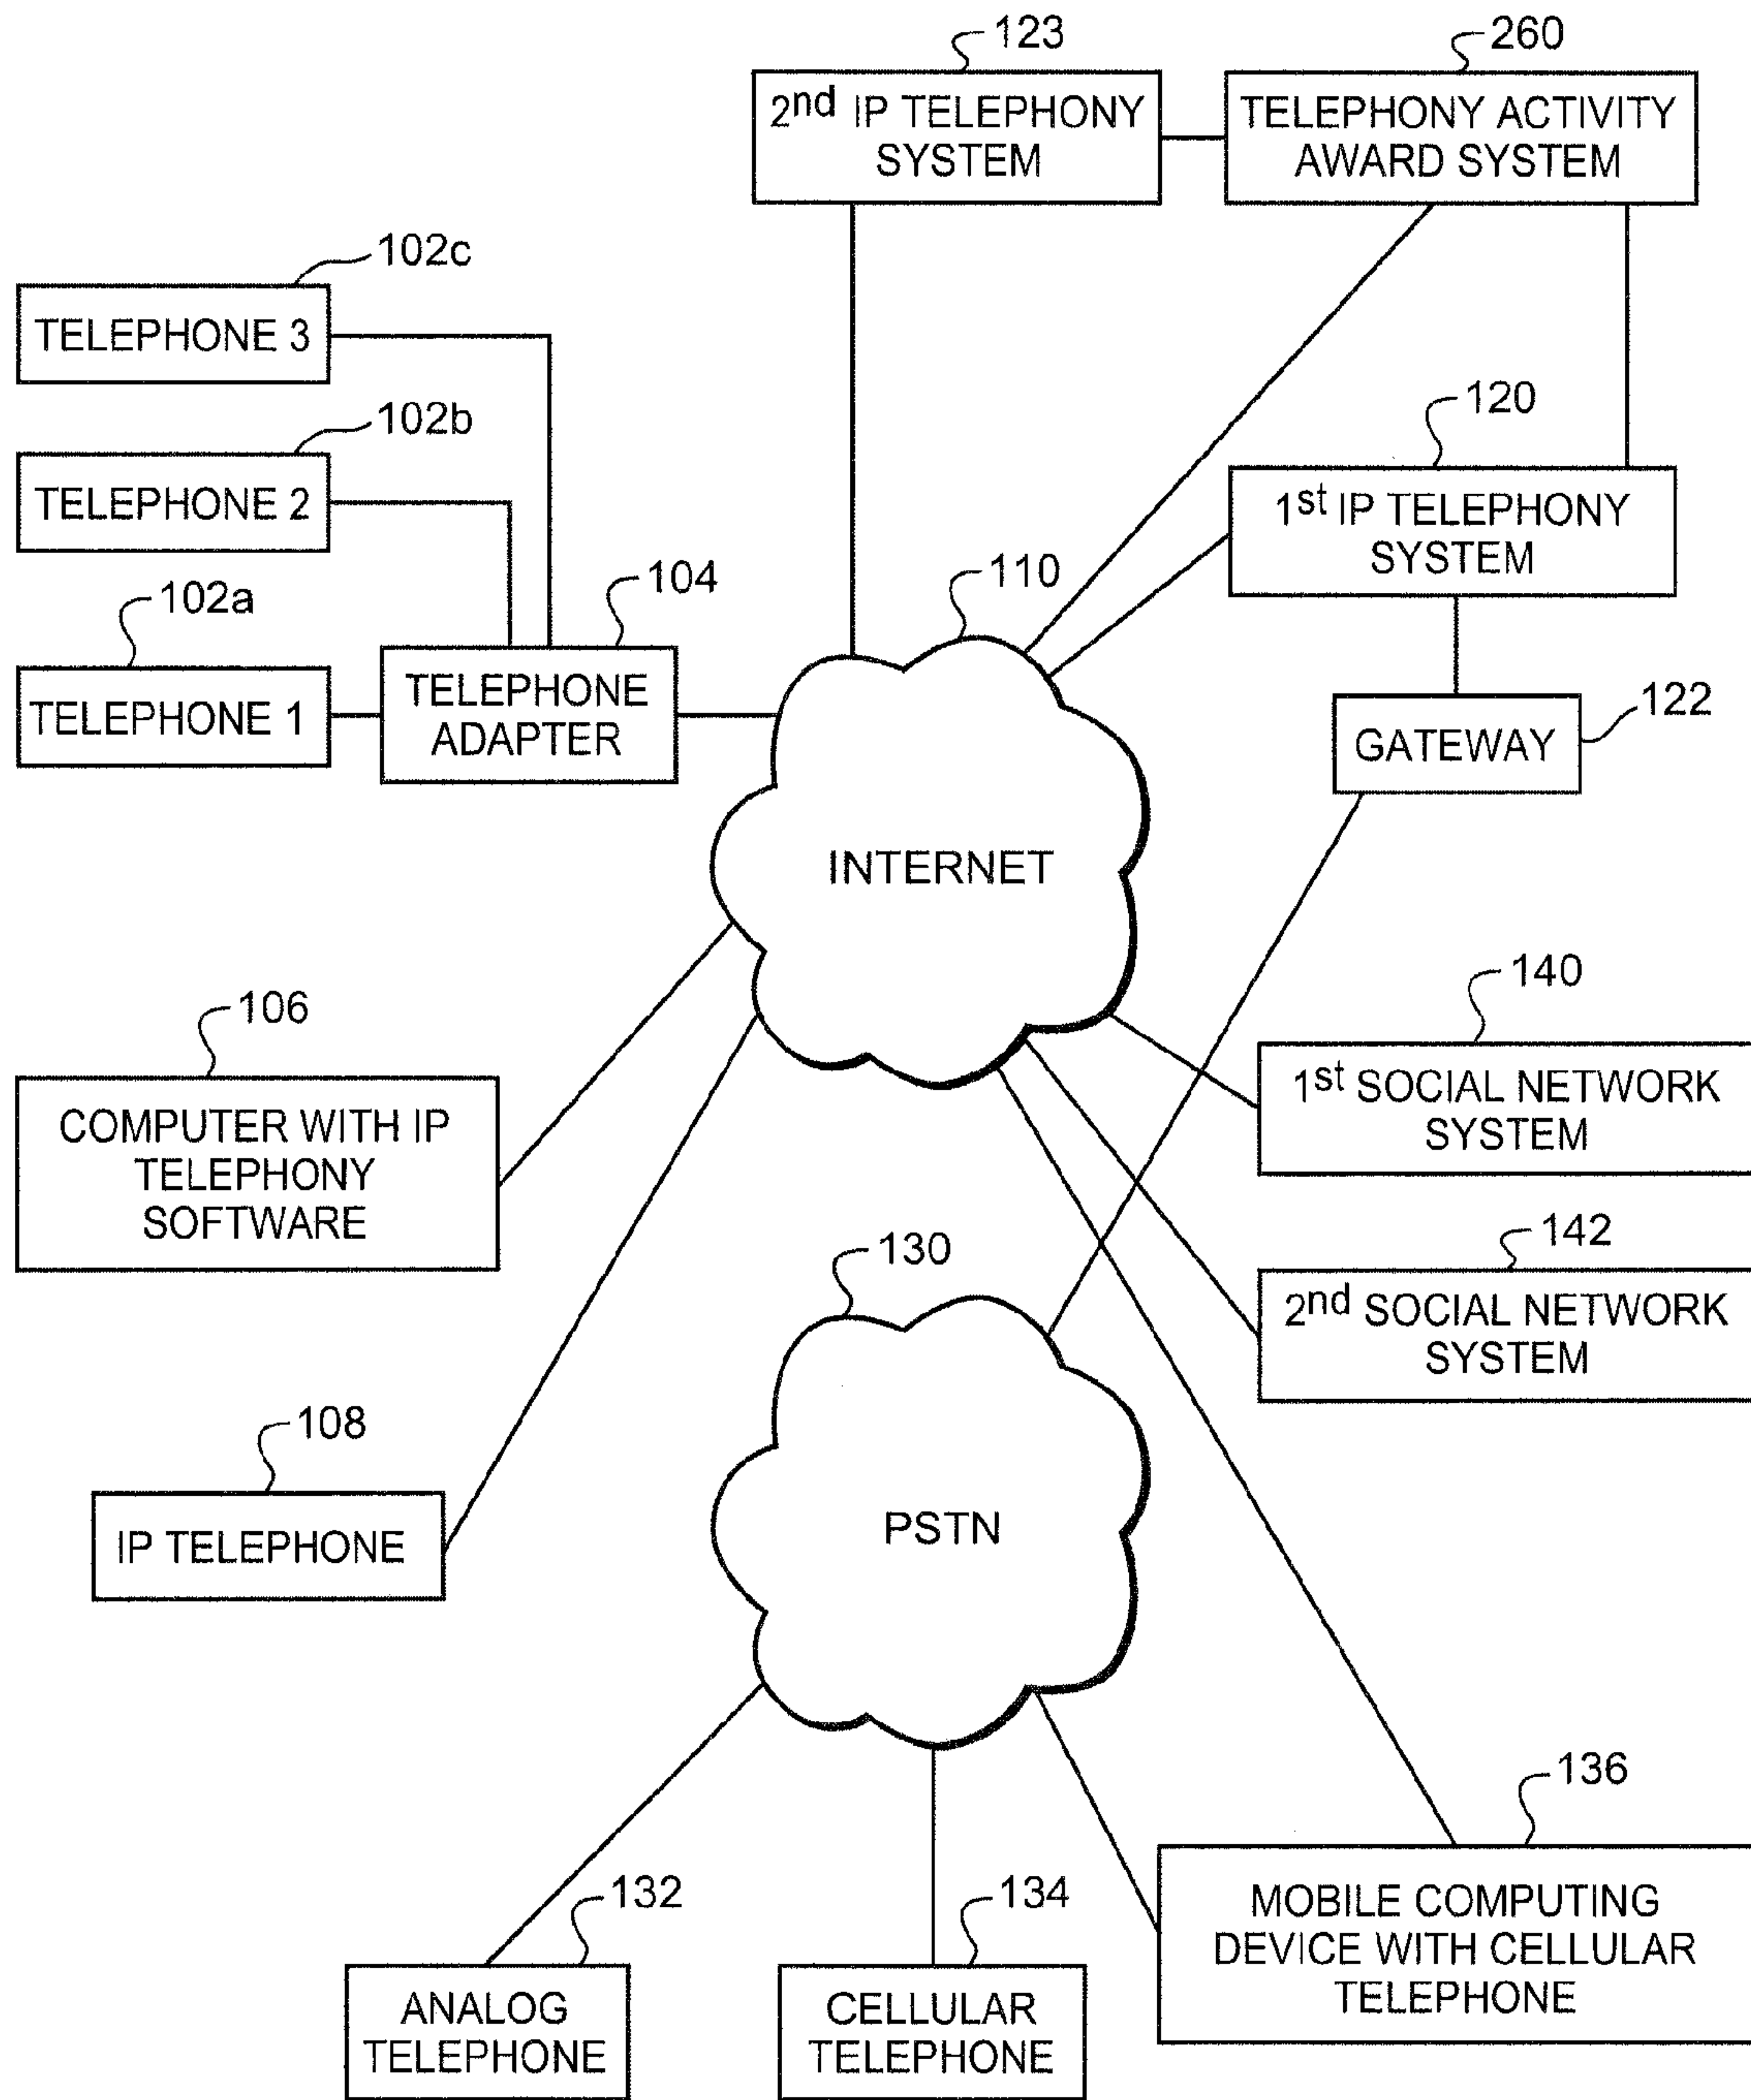 123
260
2nd IP TELEPHONY
SYSTEM
TELEPHONY ACTIVITY
AWARD SYSTEM
102c
TELEPHONE 3
102b
TELEPHONE 2
120
1st IP TELEPHONY
SYSTEM
102a
104
110
TELEPHONE 1
TELEPHONE
ADAPTER
122
GATEWAY
INTERNET
106
COMPUTER WITH IP
TELEPHONY
SOFTWARE
140
1st SOCIAL NETWORK
SYSTEM
142
2nd SOCIAL NETWORK
SYSTEM
130
108
IP TELEPHONE
PSTN
132
ANALOG
TELEPHONE
134
CELLULAR
TELEPHONE
136
MOBILE COMPUTING
DEVICE WITH CELLULAR
TELEPHONE